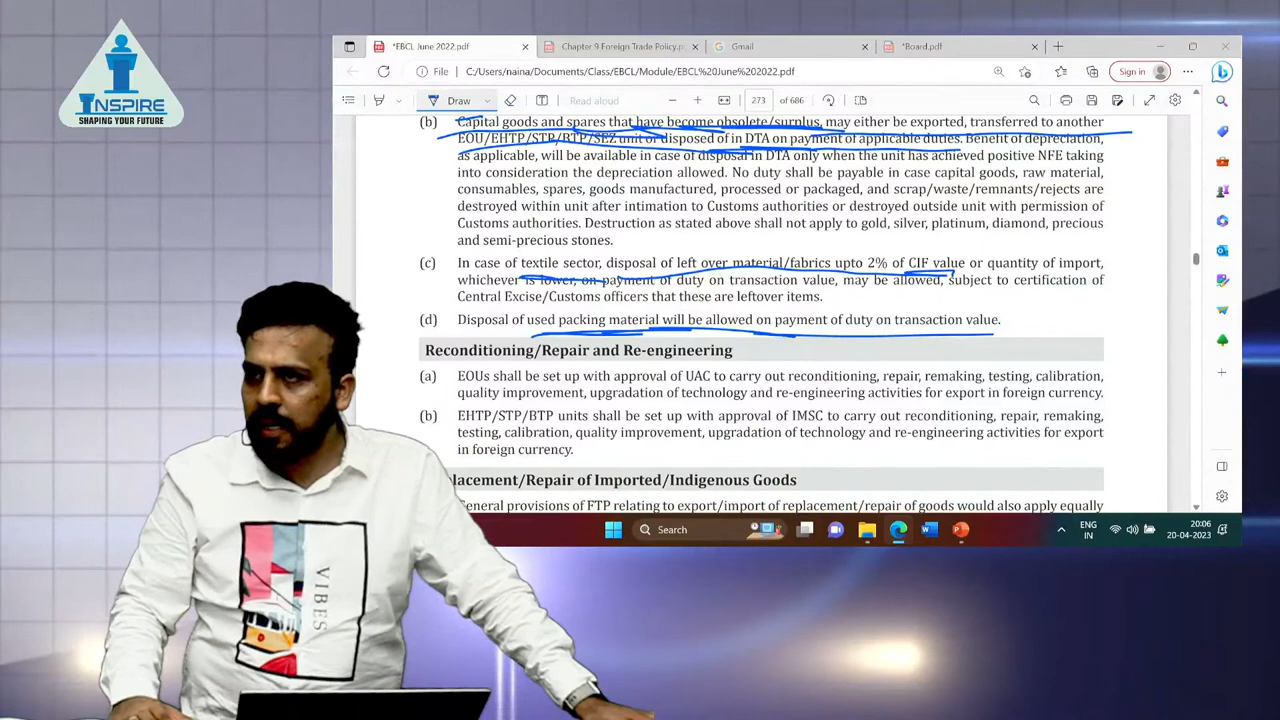 INSPIRE
SHAPING YOUR FUTURE
*EBCL June 2022.pdf
Chapter 9 Foreign Trade Policy.p
Gmail
*Board.pdf
File
C:/Users/naina/Documents/Class/EBCL/Module/EBCL%20June%202022.pdf
Sign in
Draw
Read aloud
273 of 686
(b) Capital goods and spares that have become obsolete/surplus, may either be exported, transferred to another
EOU/EHTP/STP/BTP/SEZ unit or disposed of in DTA on payment of applicable duties. Benefit of depreciation,
as applicable, will be available in case of disposal in DTA only when the unit has achieved positive NFE taking
into consideration the depreciation allowed. No duty shall be payable in case capital goods, raw material,
consumables, spares, goods manufactured, processed or packaged, and scrap/waste/remnants/rejects are
destroyed within unit after intimation to Customs authorities or destroyed outside unit with permission of
Customs authorities. Destruction as stated above shall not apply to gold, silver, platinum, diamond, precious
and semi-precious stones.
(c) In case of textile sector, disposal of left over material/fabrics upto 2% of CIF value or quantity of import,
whichever is lower, on payment of duty on transaction value, may be allowed, subject to certification of
Central Excise/Customs officers that these are leftover items.
(d) Disposal of used packing material will be allowed on payment of duty on transaction value.
Reconditioning/Repair and Re-engineering
(a) EOUs shall be set up with approval of UAC to carry out reconditioning, repair, remaking, testing, calibration,
quality improvement, upgradation of technology and re-engineering activities for export in foreign currency.
(b) EHTP/STP/BTP units shall be set up with approval of IMSC to carry out reconditioning, repair, remaking,
testing, calibration, quality improvement, upgradation of technology and re-engineering activities for export
in foreign currency.
lacement/Repair of Imported/Indigenous Goods
General provisions of FTP relating to export/import of replacement/repair of goods would also apply equally
Search
ENG
IN
20:06
20-04-2023
VIBES